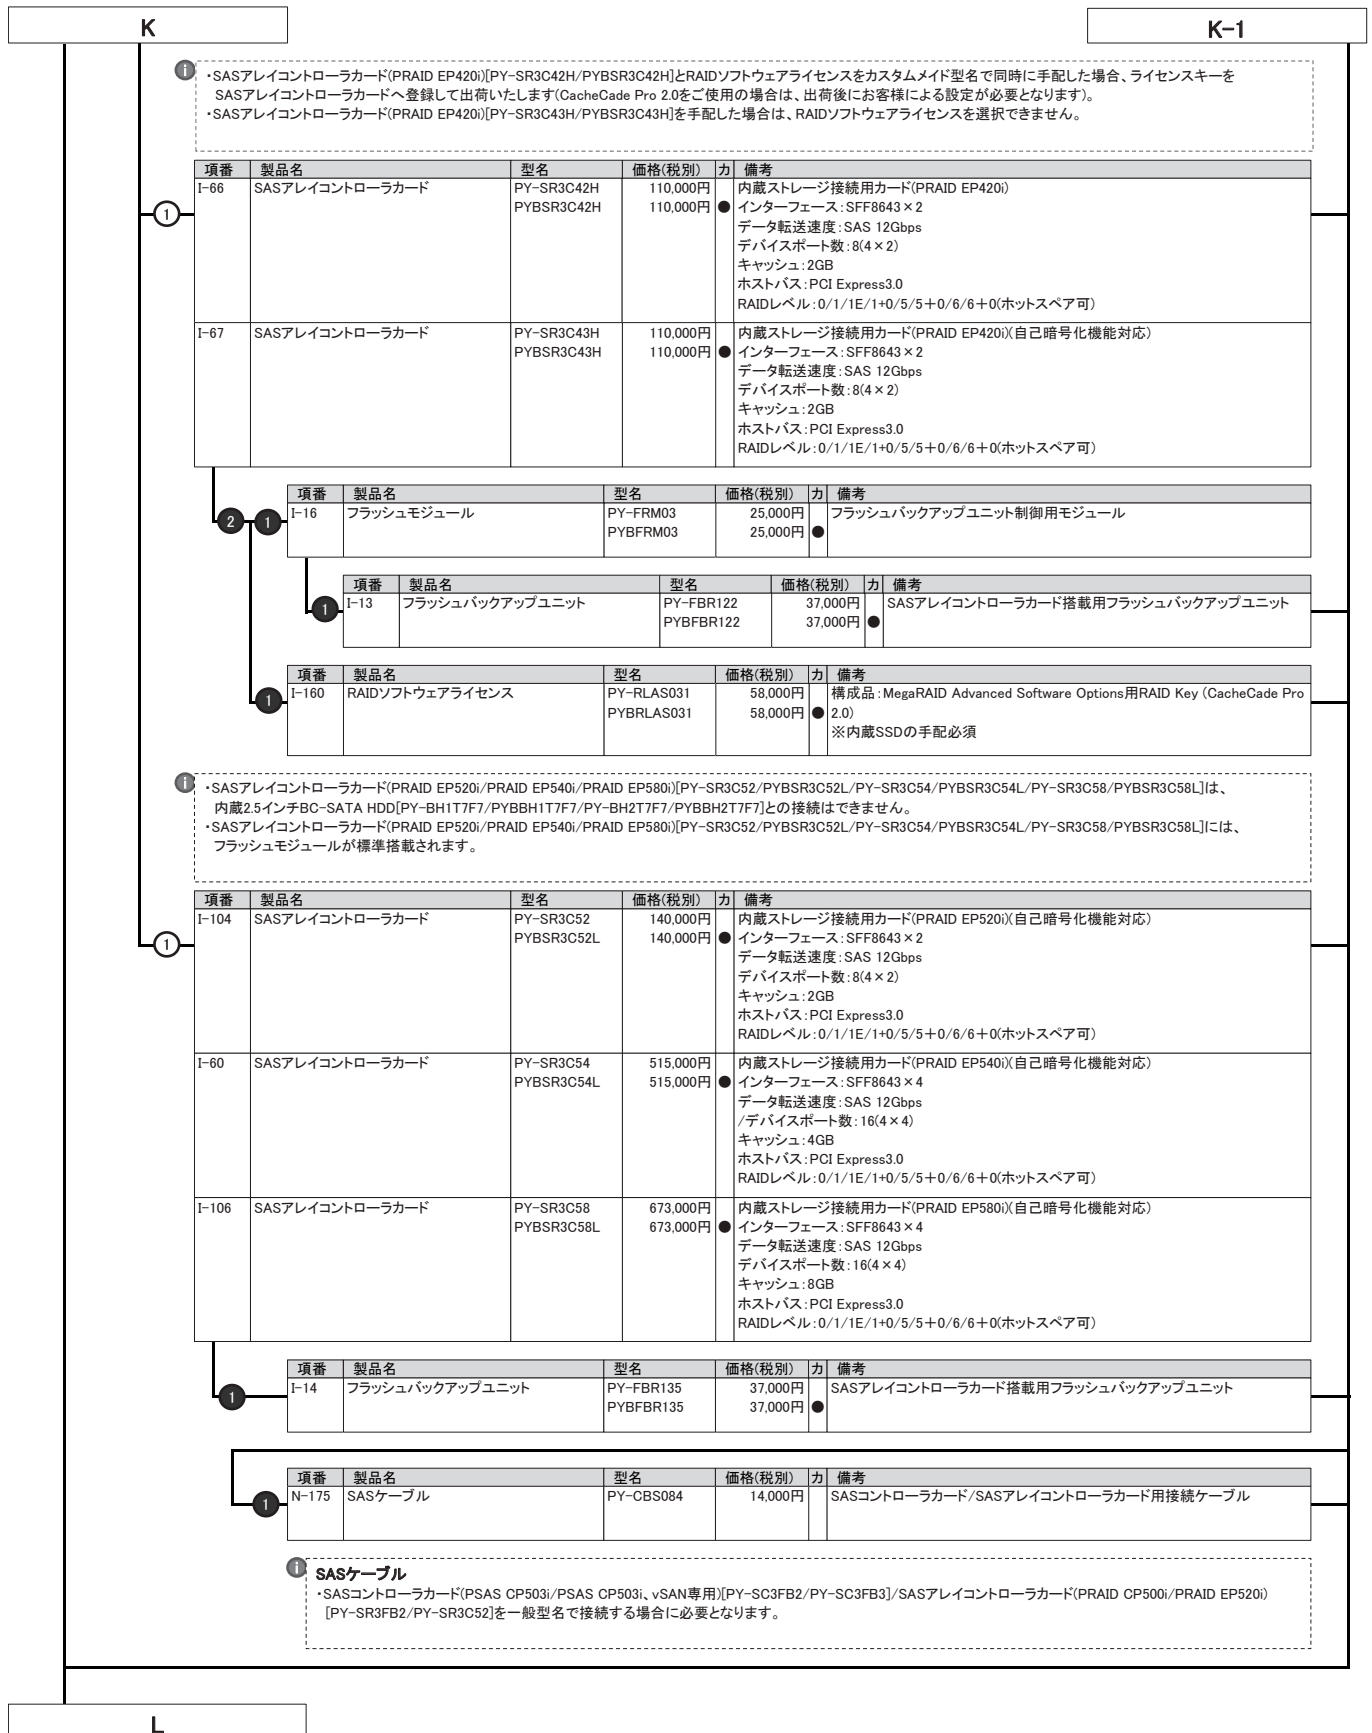 K
K-1
・SASアレイコントローラカード(PRAID EP420i)[PY-SR3C42H/PYBSR3C42H]とRAIDソフトウェアライセンスをカスタムメイド型名で同時に手配した場合、ライセンスキーを
SASアレイコントローラカードへ登録して出荷いたします(CacheCade Pro 2.0をご使用の場合は、出荷後にお客様による設定が必要となります)。
・SASアレイコントローラカード(PRAID EP420i)[PY-SR3C43H/PYBSR3C43H]を手配した場合は、RAIDソフトウェアライセンスを選択できません。
項番 製品名 型名 価格(税別) カ 備考
I-66 SASアレイコントローラカード PY-SR3C42H 110,000円 内蔵ストレージ接続用カード(PRAID EP420i)
PYBSR3C42H 110,000円 ● インターフェース:SFF8643×2
データ転送速度:SAS 12Gbps
デバイスポート数:8(4×2)
キャッシュ:2GB
ホストバス:PCI Express3.0
RAIDレベル:0/1/1E/1+0/5/5+0/6/6+0(ホットスペア可)
I-67 SASアレイコントローラカード PY-SR3C43H 110,000円 内蔵ストレージ接続用カード(PRAID EP420i)(自己暗号化機能対応)
PYBSR3C43H 110,000円 ● インターフェース:SFF8643×2
データ転送速度:SAS 12Gbps
デバイスポート数:8(4×2)
キャッシュ:2GB
ホストバス:PCI Express3.0
RAIDレベル:0/1/1E/1+0/5/5+0/6/6+0(ホットスペア可)
1
項番 製品名 型名 価格(税別) カ 備考
2 1 I-16 フラッシュモジュール PY-FRM03 25,000円 フラッシュバックアップユニット制御用モジュール
PYBFRM03 25,000円 ●
項番 製品名 型名 価格(税別) カ 備考
1 I-13 フラッシュバックアップユニット PY-FBR122 37,000円 SASアレイコントローラカード搭載用フラッシュバックアップユニット
PYBFBR122 37,000円 ●
項番 製品名 型名 価格(税別) カ 備考
1 I-160 RAIDソフトウェアライセンス PY-RLAS031 58,000円 構成品:MegaRAID Advanced Software Options用RAID Key (CacheCade Pro
PYBRLAS031 58,000円 ● 2.0)
※内蔵SSDの手配必須
・SASアレイコントローラカード(PRAID EP520i/PRAID EP540i/PRAID EP580i)[PY-SR3C52/PYBSR3C52L/PY-SR3C54/PYBSR3C54L/PY-SR3C58/PYBSR3C58L]は、
内蔵2.5インチBC-SATA HDD[PY-BH1T7F7/PYBBH1T7F7/PY-BH2T7F7/PYBBH2T7F7]との接続はできません。
・SASアレイコントローラカード(PRAID EP520i/PRAID EP540i/PRAID EP580i)[PY-SR3C52/PYBSR3C52L/PY-SR3C54/PYBSR3C54L/PY-SR3C58/PYBSR3C58L]には、
フラッシュモジュールが標準搭載されます。
項番 製品名 型名 価格(税別) カ 備考
I-104 SASアレイコントローラカード PY-SR3C52 140,000円 内蔵ストレージ接続用カード(PRAID EP520i)(自己暗号化機能対応)
1 PYBSR3C52L 140,000円 ● インターフェース:SFF8643×2
データ転送速度:SAS 12Gbps
デバイスポート数:8(4×2)
キャッシュ:2GB
ホストバス:PCI Express3.0
RAIDレベル:0/1/1E/1+0/5/5+0/6/6+0(ホットスペア可)
I-60 SASアレイコントローラカード PY-SR3C54 515,000円 内蔵ストレージ接続用カード(PRAID EP540i)(自己暗号化機能対応)
PYBSR3C54L 515,000円 ● インターフェース:SFF8643×4
データ転送速度:SAS 12Gbps
/デバイスポート数:16(4×4)
キャッシュ:4GB
ホストバス:PCI Express3.0
RAIDレベル:0/1/1E/1+0/5/5+0/6/6+0(ホットスペア可)
I-106 SASアレイコントローラカード PY-SR3C58 673,000円 内蔵ストレージ接続用カード(PRAID EP580i)(自己暗号化機能対応)
PYBSR3C58L 673,000円 ● インターフェース:SFF8643×4
データ転送速度:SAS 12Gbps
デバイスポート数:16(4×4)
キャッシュ:8GB
ホストバス:PCI Express3.0
RAIDレベル:0/1/1E/1+0/5/5+0/6/6+0(ホットスペア可)
項番 製品名 型名 価格(税別) カ 備考
1 I-14 フラッシュバックアップユニット PY-FBR135 37,000円 SASアレイコントローラカード搭載用フラッシュバックアップユニット
PYBFBR135 37,000円 ●
項番 製品名 型名 価格(税別) カ 備考
1 N-175 SASケーブル PY-CBS084 14,000円 SASコントローラカード/SASアレイコントローラカード用接続ケーブル
SASケーブル
・SASコントローラカード(PSAS CP503i/PSAS CP503i、vSAN専用)[PY-SC3FB2/PY-SC3FB3]/SASアレイコントローラカード(PRAID CP500i/PRAID EP520i)
[PY-SR3FB2/PY-SR3C52]を一般型名で接続する場合に必要となります。
L